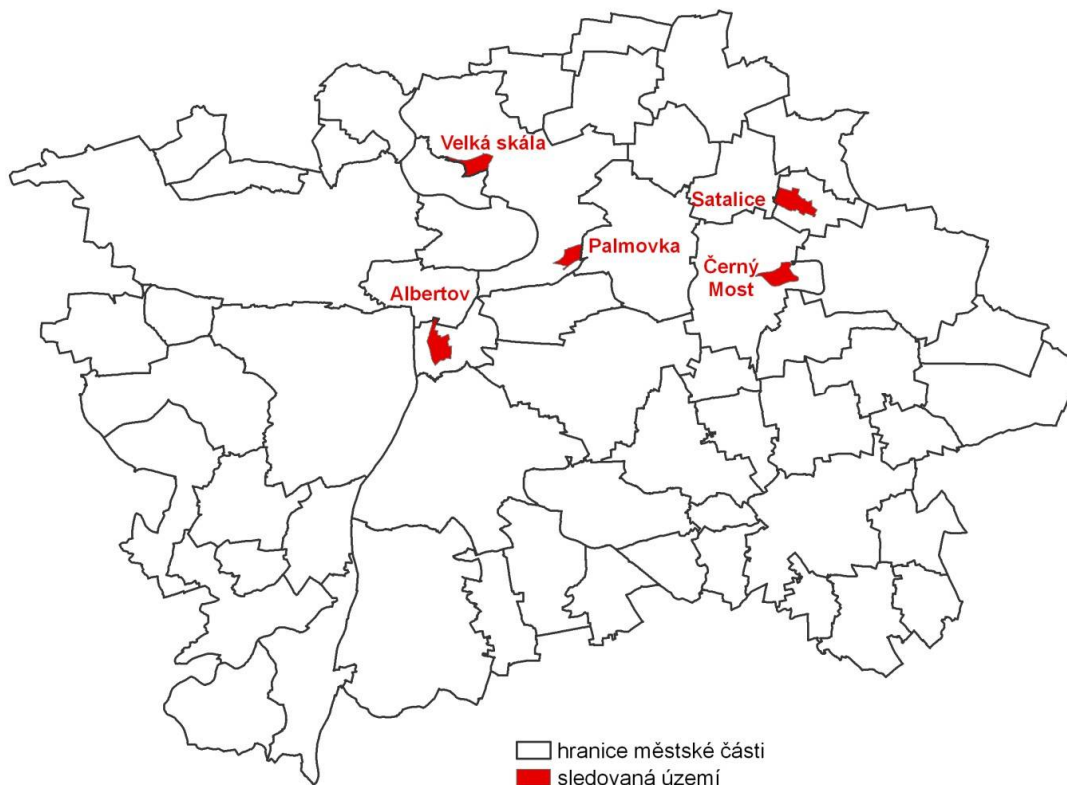 Velká skála
Satalice
Palmovka
Černý
Most
Albertov
hranice městské části
sledovaná území